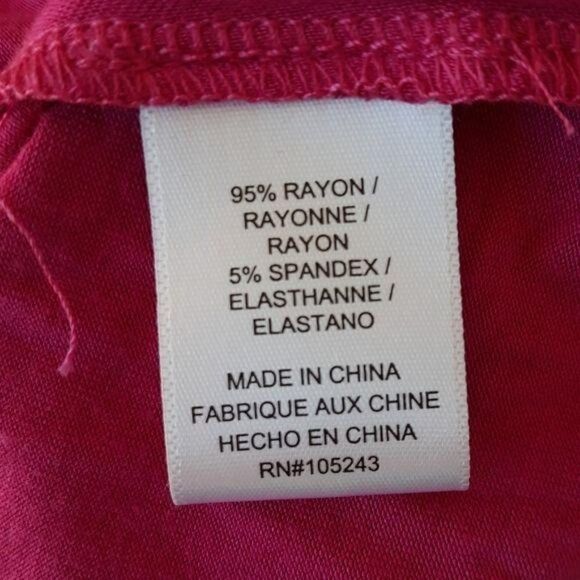 95% RAYON /
RAYONNE /
RAYON
5% SPANDEX /
ELASTHANNE /
ELASTANO
MADE IN CHINA
FABRIQUE AUX CHINE
HECHO EN CHINA
RN#105243